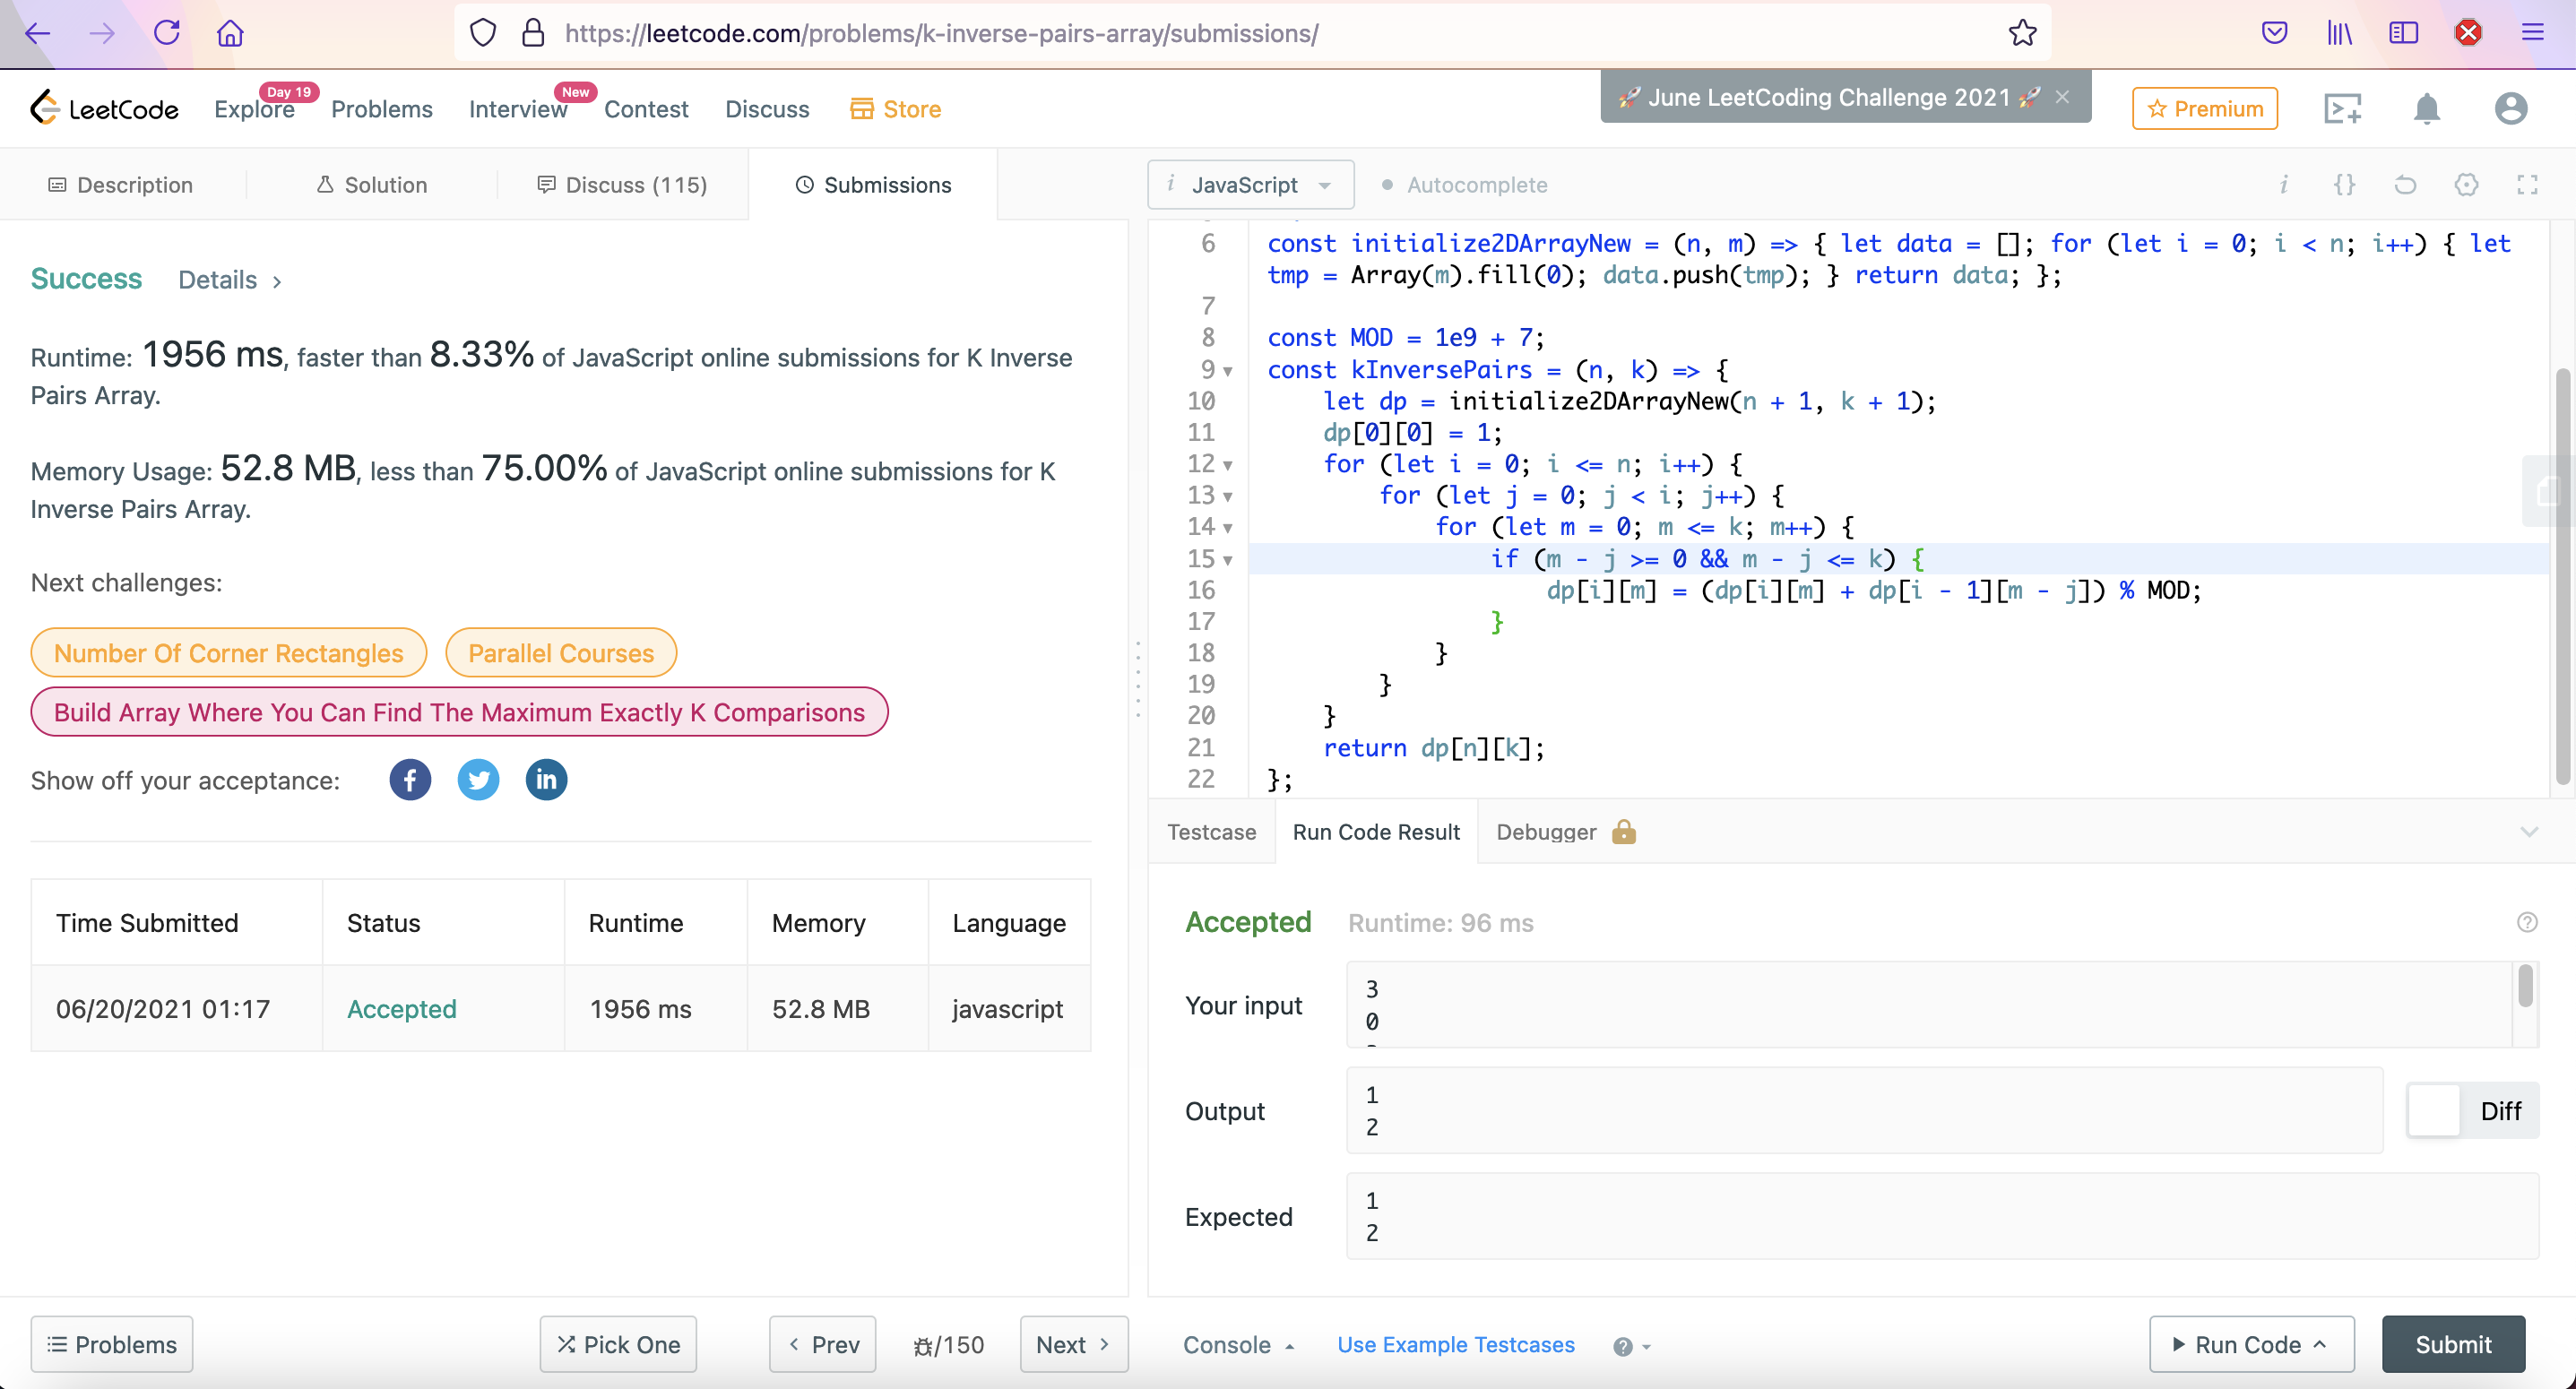 https://leetcode.com/problems/k-inverse-pairs-array/submissions/
LeetCode
Explore
Day 19
Problems
Interview
New
Contest
Discuss
Store
🚀 June LeetCoding Challenge 2021 🚀 ×
Premium
Description
Solution
Discuss (115)
Submissions
i JavaScript
Autocomplete
Success
Details >
Runtime: 1956 ms, faster than 8.33% of JavaScript online submissions for K Inverse
Pairs Array.
Memory Usage: 52.8 MB, less than 75.00% of JavaScript online submissions for K
Inverse Pairs Array.
Next challenges:
Number Of Corner Rectangles
Parallel Courses
Build Array Where You Can Find The Maximum Exactly K Comparisons
Show off your acceptance:
Time Submitted Status Runtime Memory Language
06/20/2021 01:17 Accepted 1956 ms 52.8 MB javascript
6 const initialize2DArrayNew = (n, m) => { let data = []; for (let i = 0; i < n; i++) { let
tmp = Array(m).fill(0); data.push(tmp); } return data; };
7
8 const MOD = 1e9 + 7;
9 const kInversePairs = (n, k) => {
10 let dp = initialize2DArrayNew(n + 1, k + 1);
11 dp[0][0] = 1;
12 for (let i = 0; i <= n; i++) {
13 for (let j = 0; j < i; j++) {
14 for (let m = 0; m <= k; m++) {
15 if (m - j >= 0 && m - j <= k) {
16 dp[i][m] = (dp[i][m] + dp[i - 1][m - j]) % MOD;
17 }
18 }
19 }
20 }
21 return dp[n][k];
22 };
Testcase
Run Code Result
Debugger
Accepted
Runtime: 96 ms
Your input
3
0
Output
1
2
Diff
Expected
1
2
Problems
Pick One
< Prev
/150
Next >
Console
Use Example Testcases
Run Code
Submit